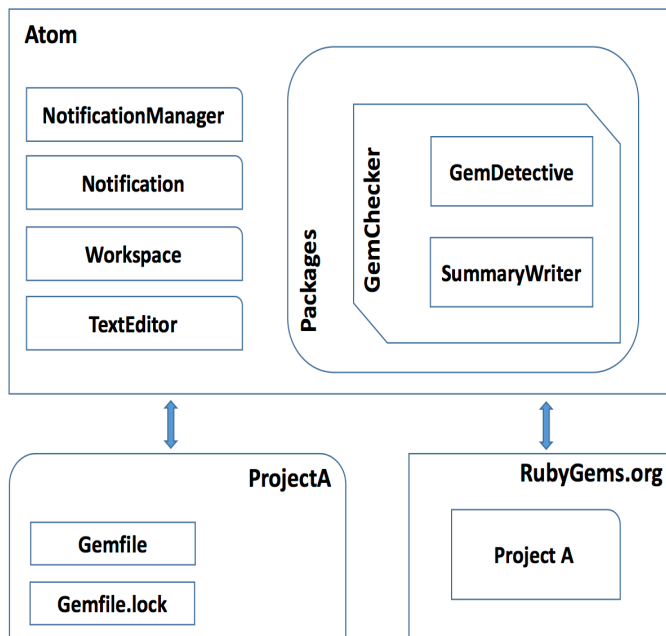 Atom
NotificationManager
Notification
Workspace
TextEditor
Packages
GemChecker
GemDetective
SummaryWriter
ProjectA
Gemfile
Gemfile.lock
RubyGems.org
Project A